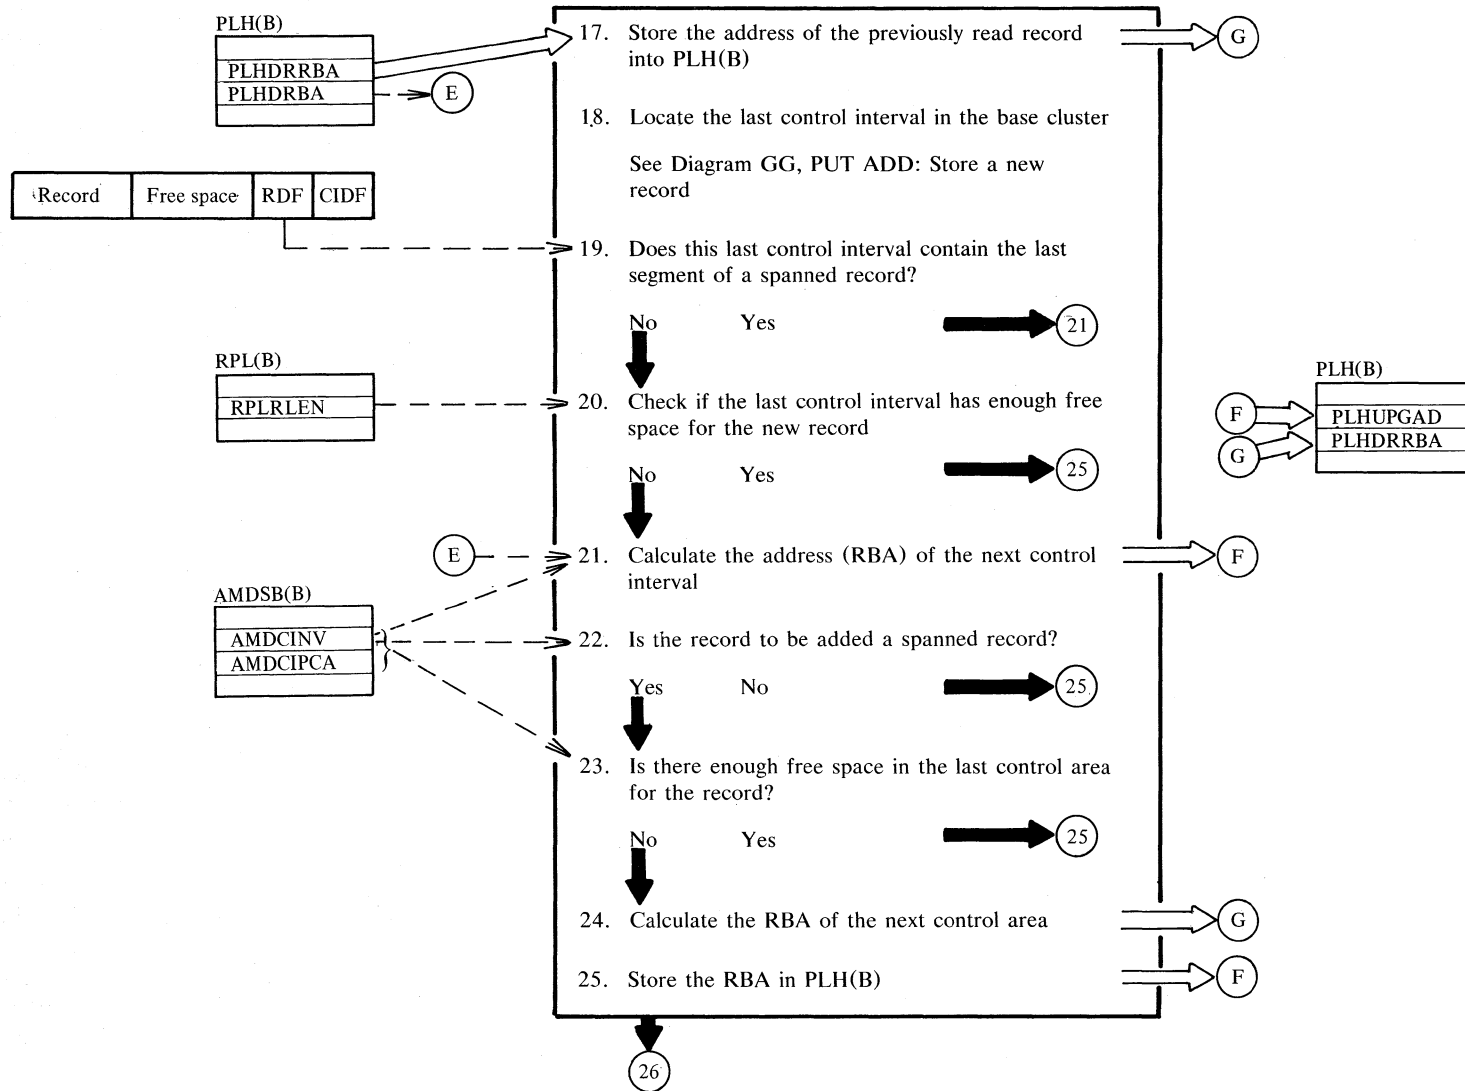 PLH(B)
PLHDRRBA
PLHDRBA
E
Record Free space RDF CIDF
RPL(B)
RPLRLEN
E
AMDSB(B)
AMDCINV
AMDCIPCA
17. Store the address of the previously read record
into PLH(B)
G
18. Locate the last control interval in the base cluster
See Diagram GG, PUT ADD: Store a new
record
19. Does this last control interval contain the last
segment of a spanned record?
No Yes 21
20. Check if the last control interval has enough free
space for the new record
No Yes 25
21. Calculate the address (RBA) of the next control
interval
F
22. Is the record to be added a spanned record?
Yes No 25
23. Is there enough free space in the last control area
for the record?
No Yes 25
24. Calculate the RBA of the next control area
G
25. Store the RBA in PLH(B)
F
26
PLH(B)
F PLHUPGAD
G PLHDRRBA